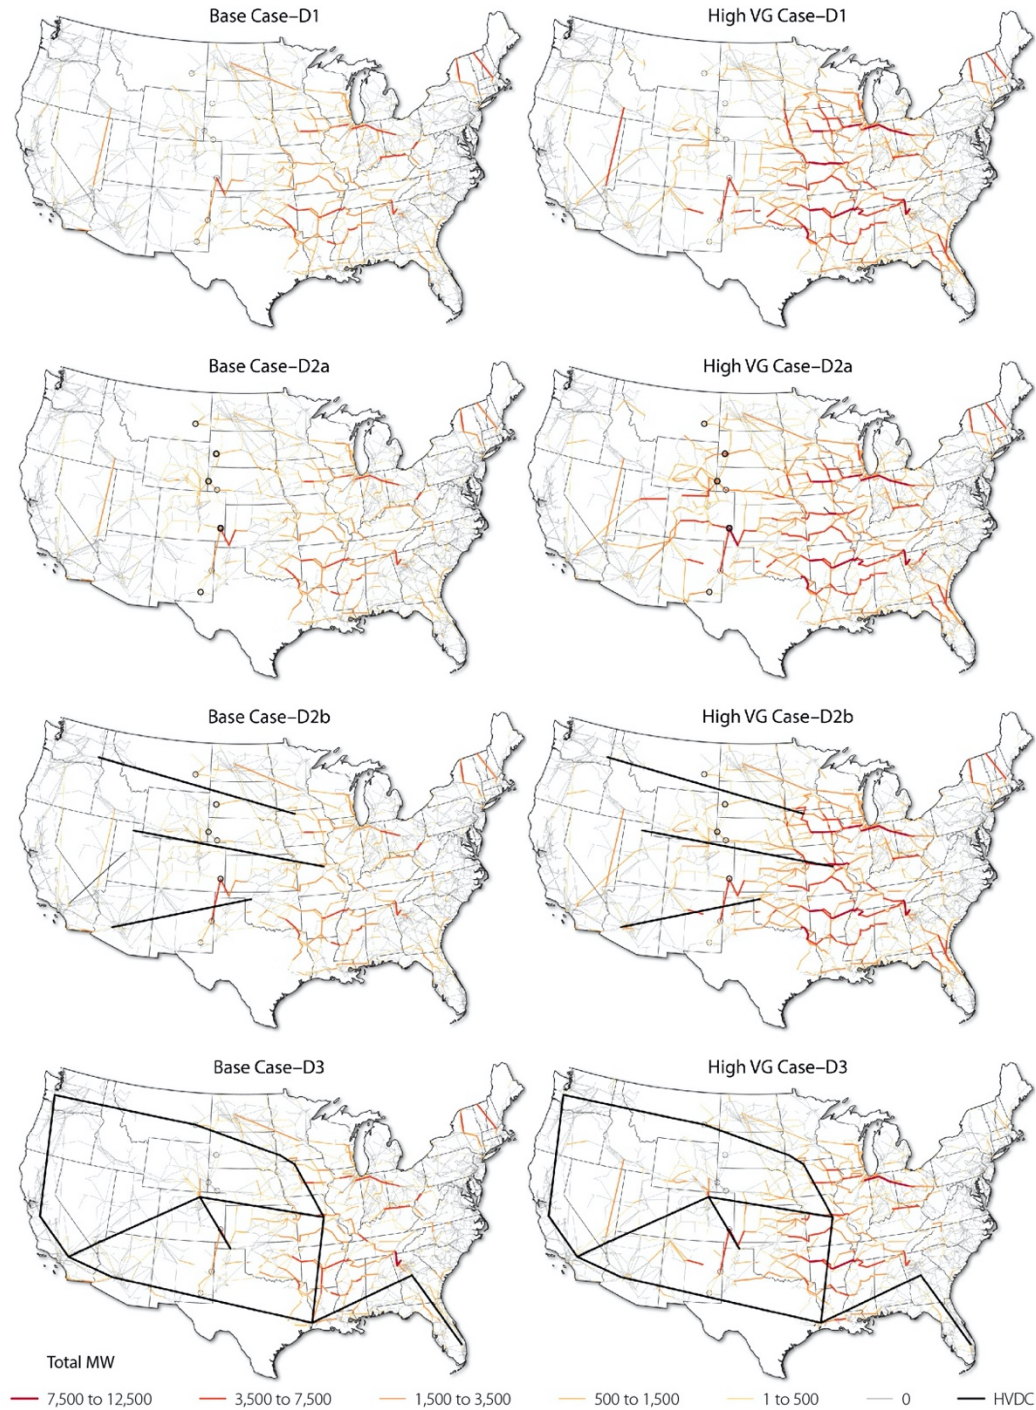 Base Case–D1
High VG Case–D1
Base Case–D2a
High VG Case–D2a
Base Case–D2b
High VG Case–D2b
Base Case–D3
High VG Case–D3
Total MW
7,500 to 12,500
3,500 to 7,500
1,500 to 3,500
500 to 1,500
1 to 500
0
HVDC